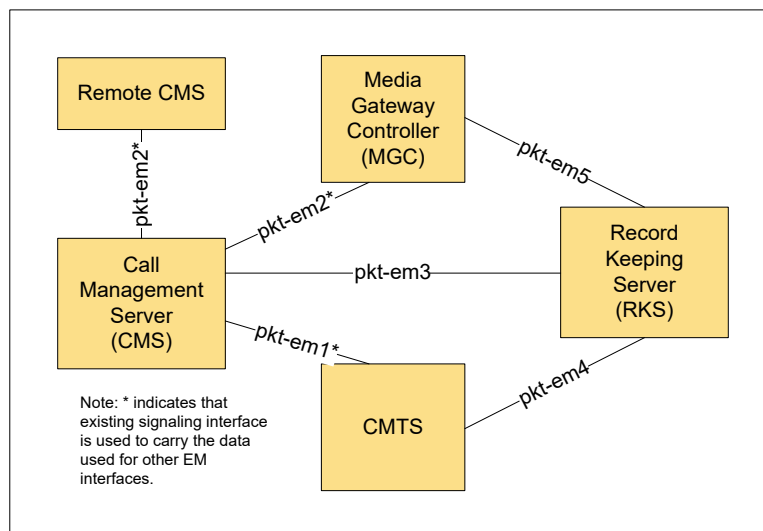 Remote CMS
Media
Gateway
Controller
(MGC)
pkt-em2*
pkt-em2*
pkt-em5
Call
Management
Server
(CMS)
pkt-em3
Record
Keeping
Server
(RKS)
pkt-em1*
pkt-em4
CMTS
Note: * indicates that
existing signaling interface
is used to carry the data
used for other EM
interfaces.